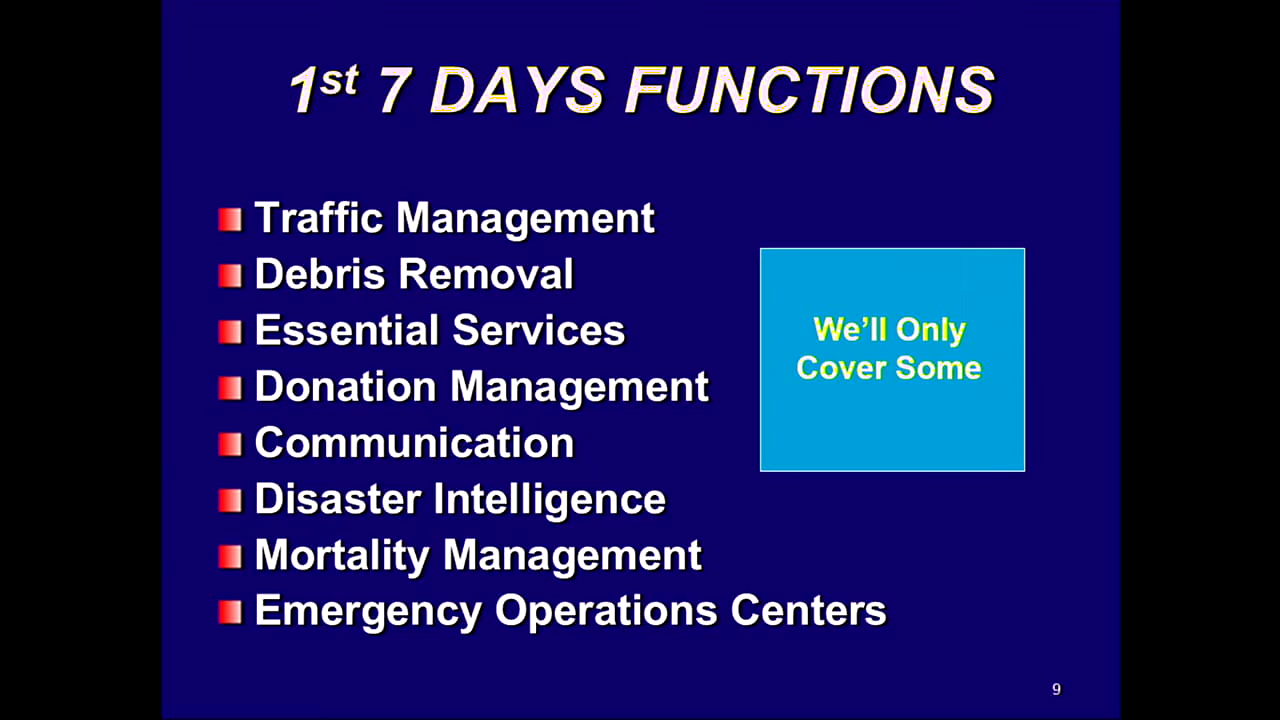 1st 7 DAYS FUNCTIONS
Traffic Management
Debris Removal
Essential Services
Donation Management
Communication
Disaster Intelligence
Mortality Management
Emergency Operations Centers
We’ll Only
Cover Some
9